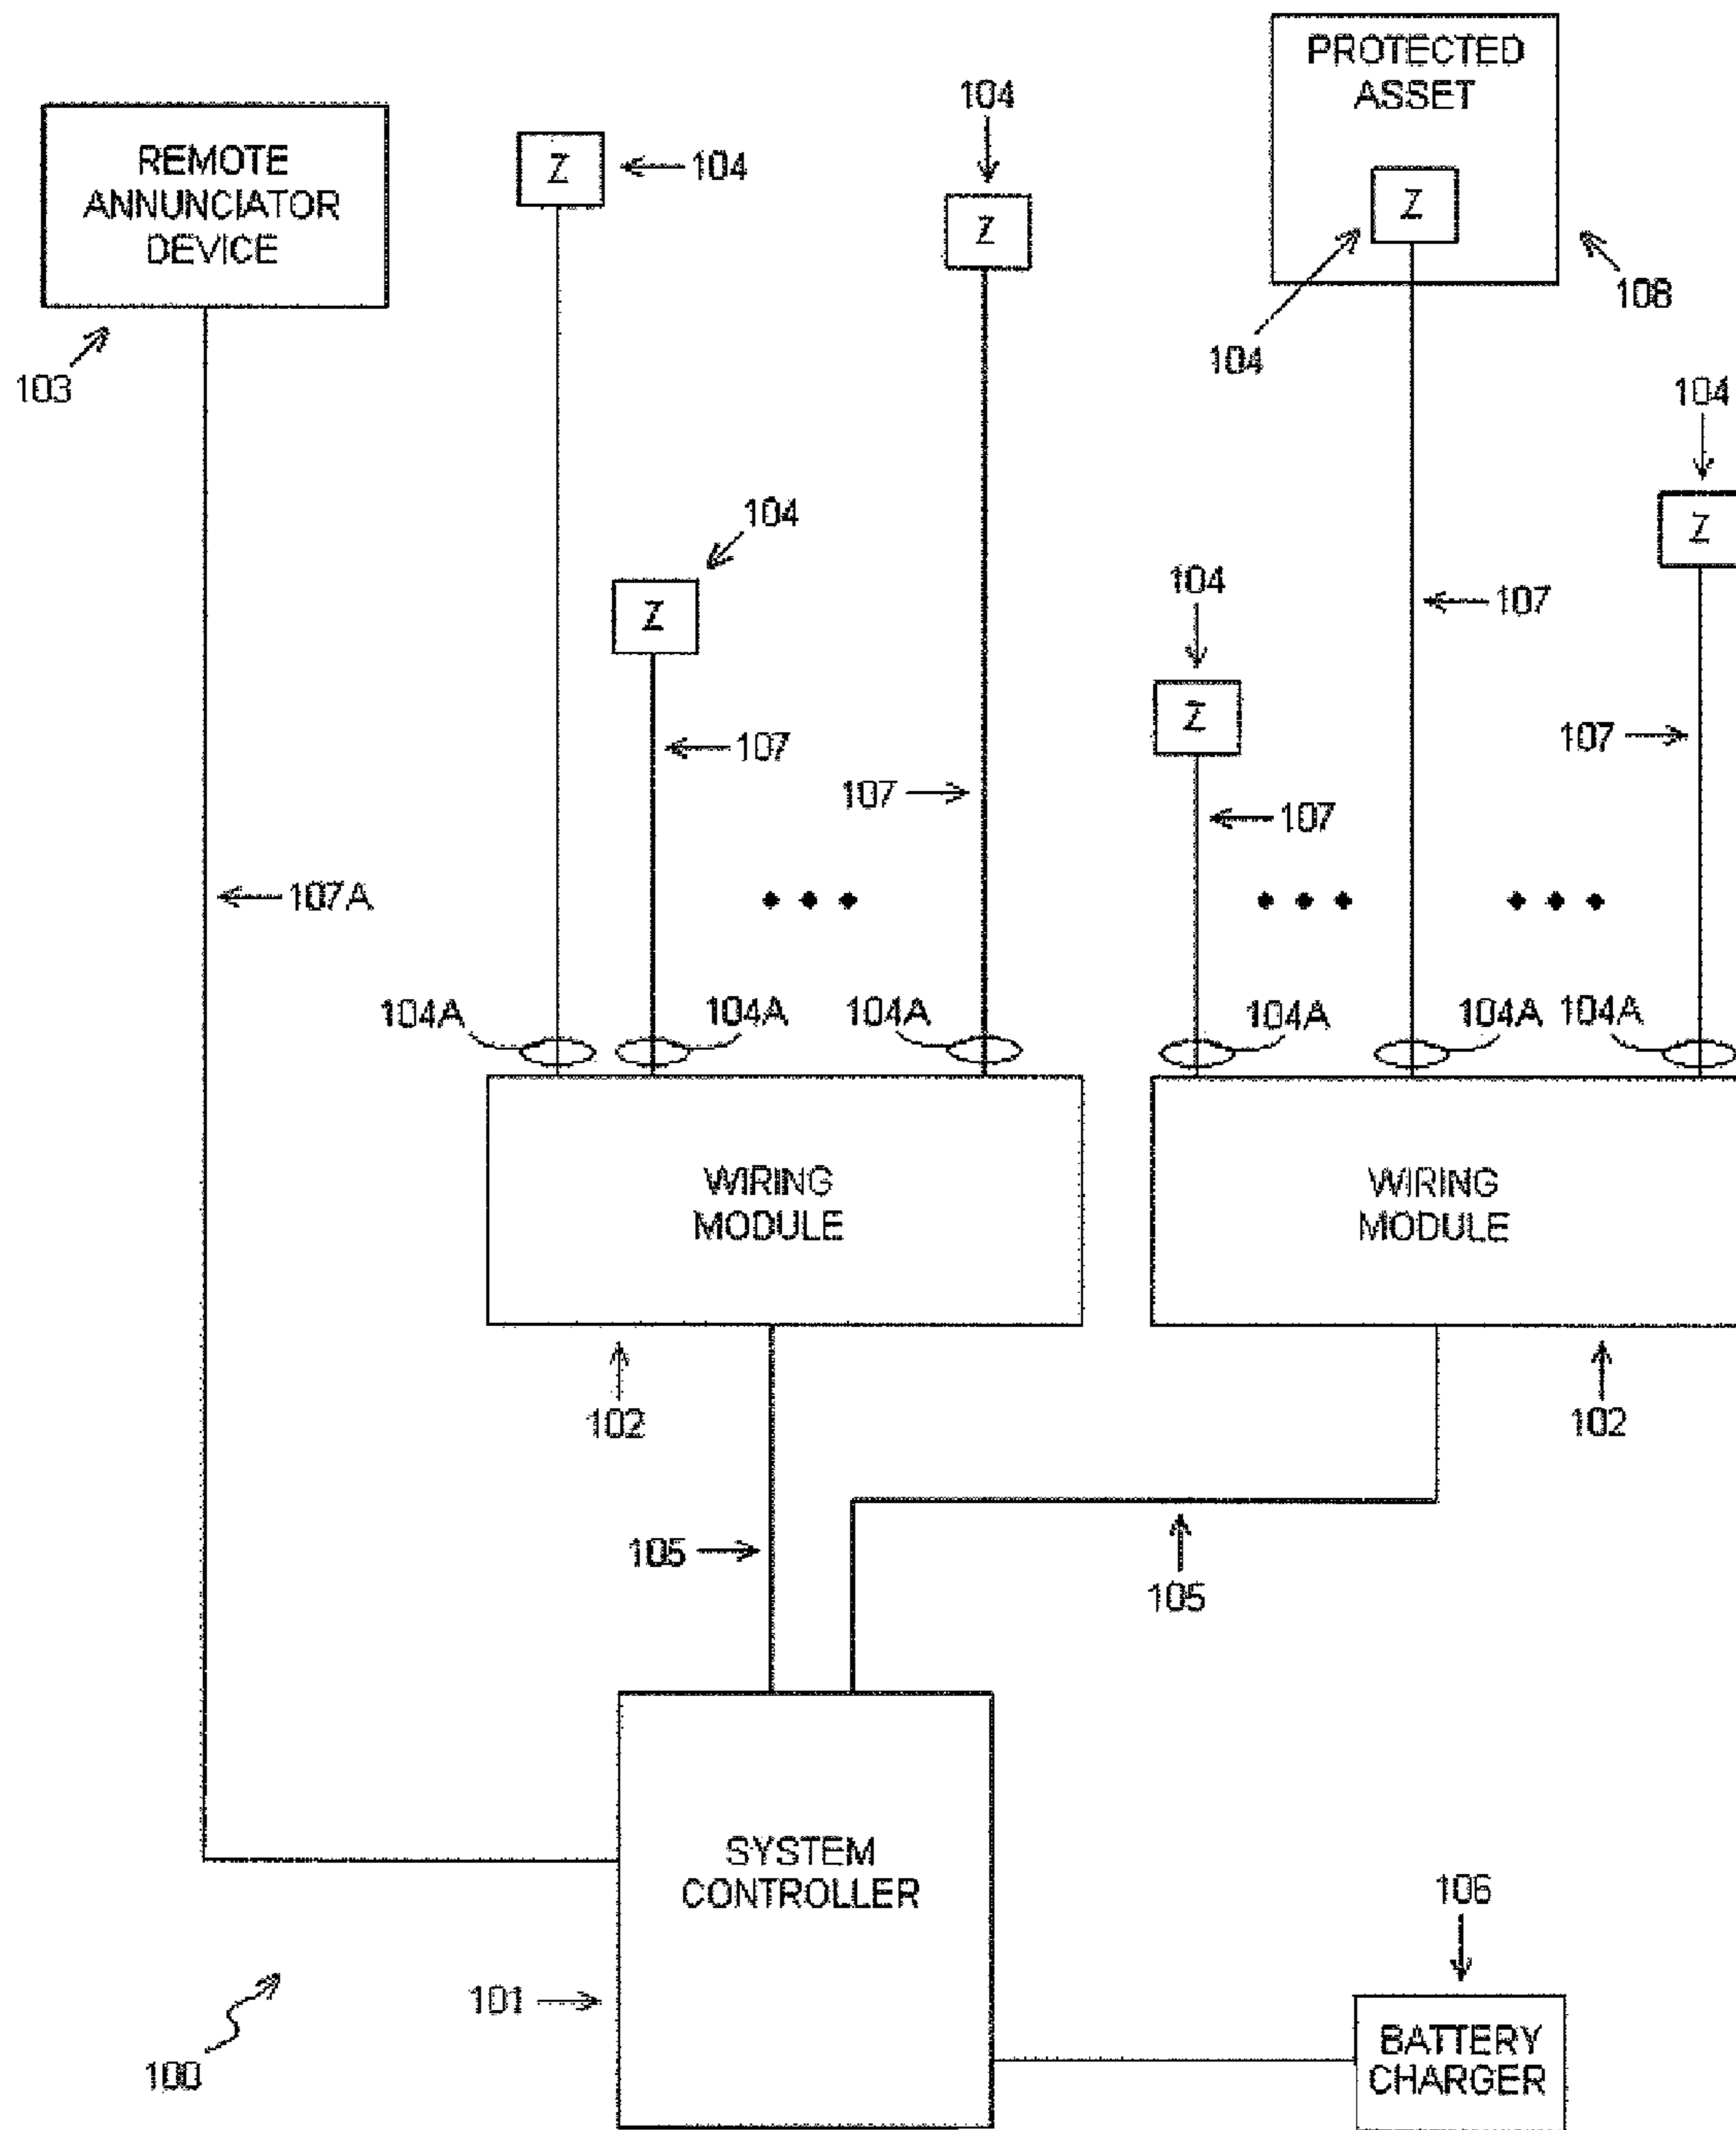 PROTECTED
ASSET
Z
104
108
REMOTE
ANNUNCIATOR
DEVICE
103
Z
104
104
Z
104
Z
104
Z
104
Z
107
107
107
107
107
107A
104A
104A
104A
104A
104A
104A
WIRING
MODULE
WIRING
MODULE
102
102
105
105
SYSTEM
CONTROLLER
101
106
BATTERY
CHARGER
100